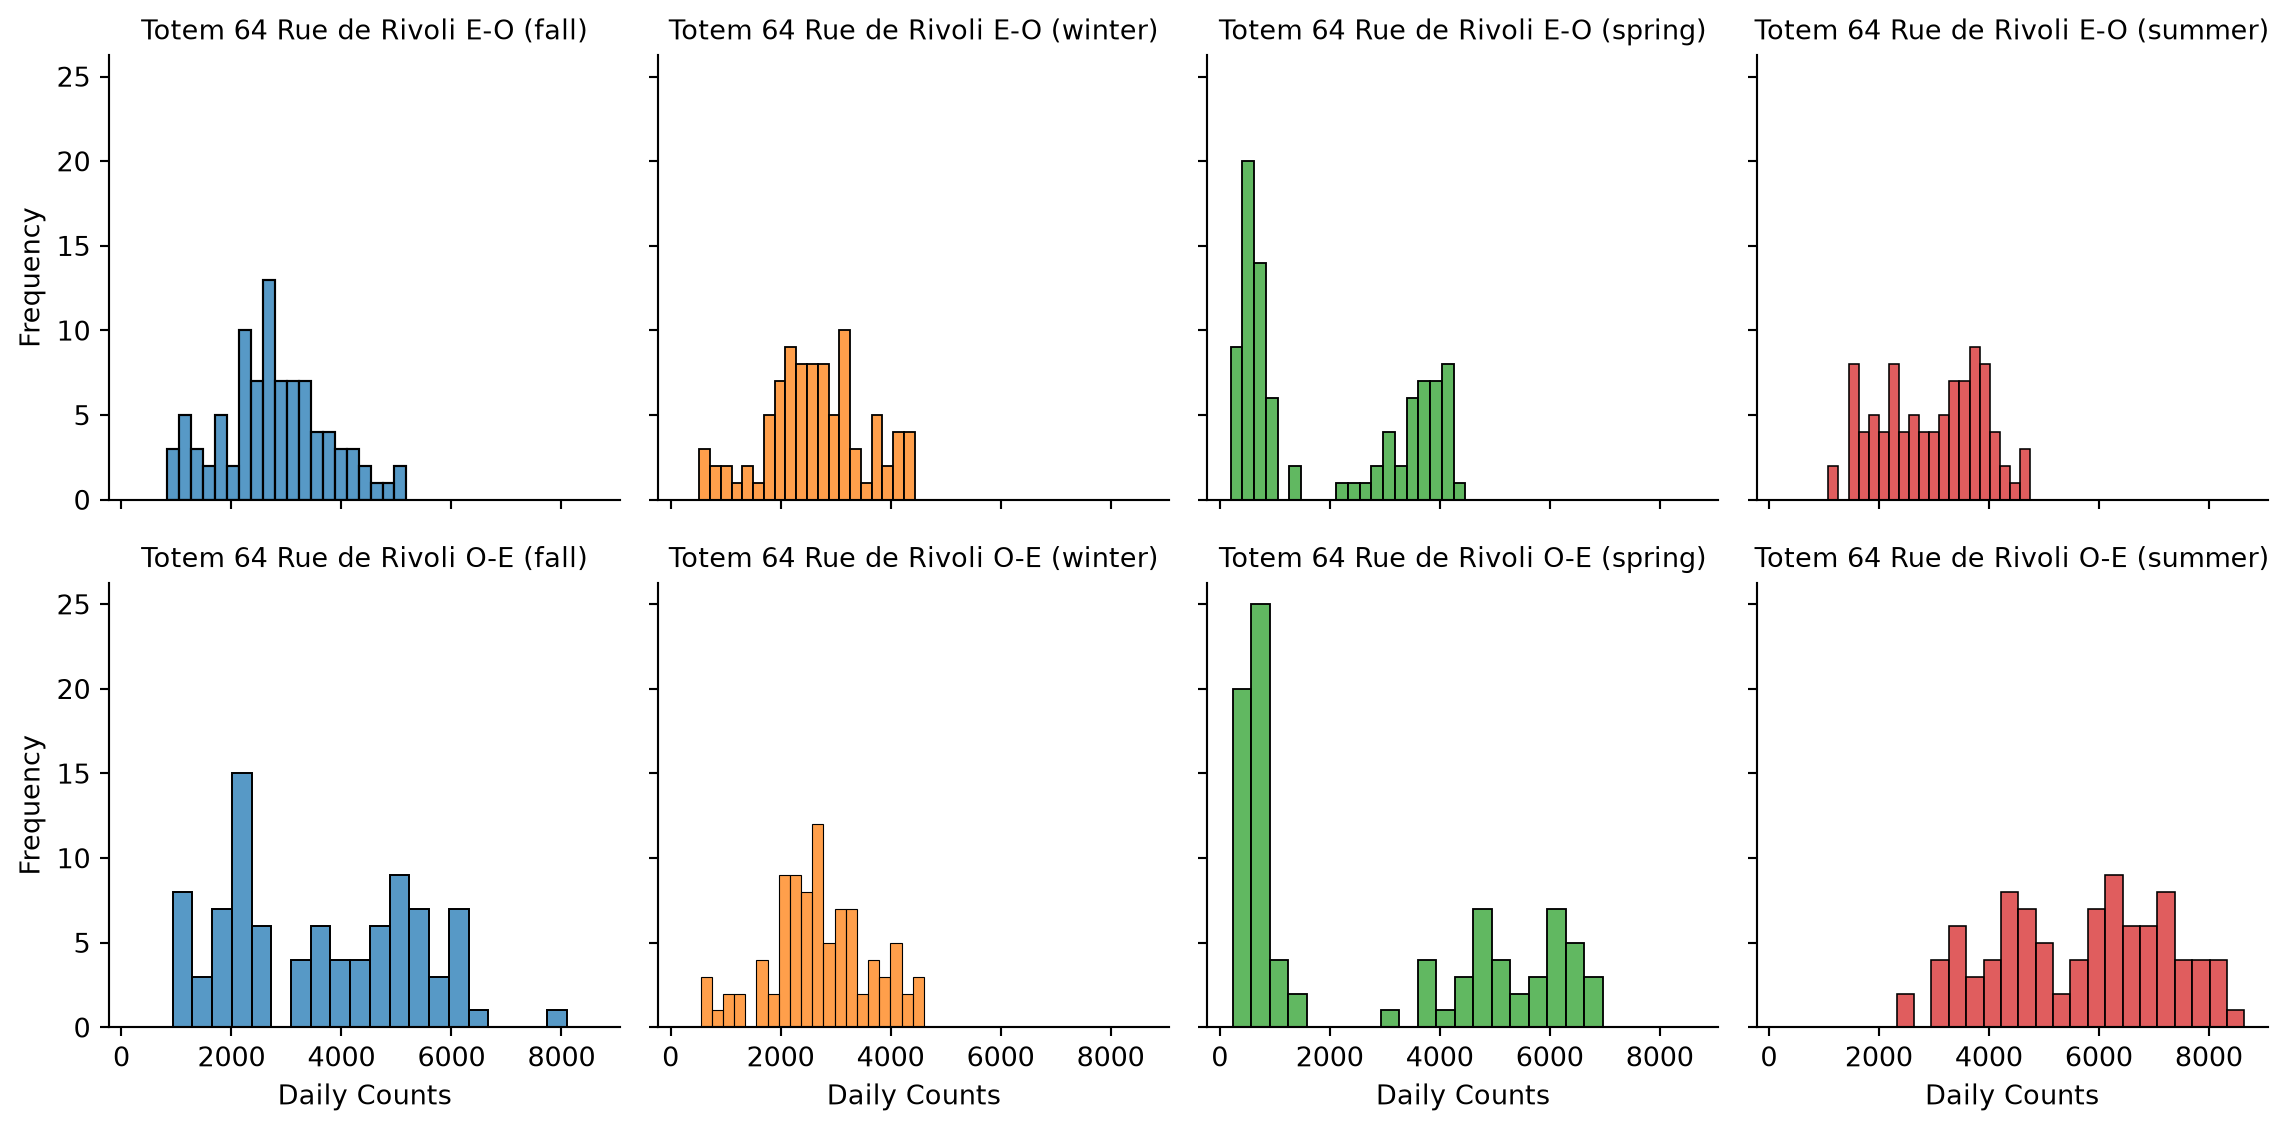 Totem 64 Rue de Rivoli E-O (fall)
Totem 64 Rue de Rivoli E-O (winter)
Totem 64 Rue de Rivoli E-O (spring)
Totem 64 Rue de Rivoli E-O (summer)
25
20
15
10
5
0
Frequency
Totem 64 Rue de Rivoli O-E (fall)
Totem 64 Rue de Rivoli O-E (winter)
Totem 64 Rue de Rivoli O-E (spring)
Totem 64 Rue de Rivoli O-E (summer)
25
20
15
10
5
0
Frequency
0 2000 4000 6000 8000
0 2000 4000 6000 8000
0 2000 4000 6000 8000
0 2000 4000 6000 8000
Daily Counts
Daily Counts
Daily Counts
Daily Counts